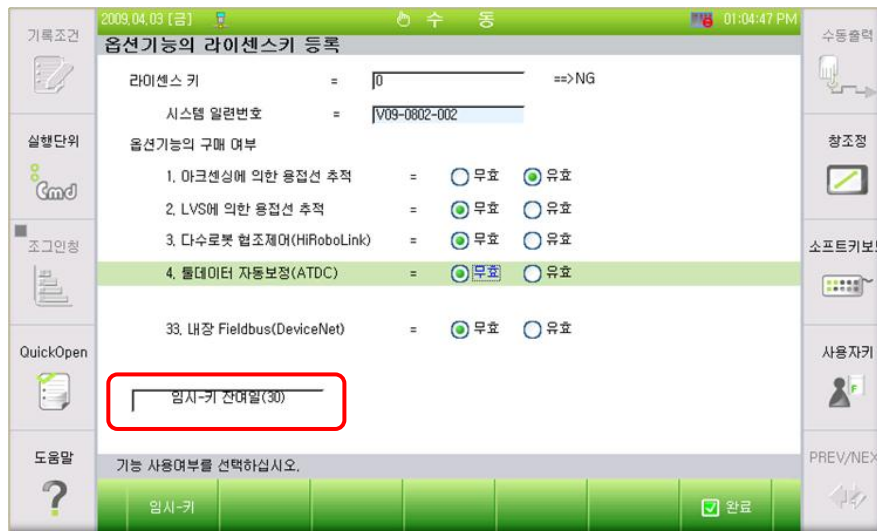 2009.04.03 [금] 수 동 01:04:47 PM
옵션기능의 라이센스키 등록
기록조건
실행단위
Cmd
조그인칭
QuickOpen
도움말
라이센스 키 = 0 ==>NG
시스템 일련번호 = V09-0802-002
옵션기능의 구매 여부
1. 아크센싱에 의한 용접선 추적 = 무효 유효
2. LVS에 의한 용접선 추적 = 무효 유효
3. 다수로봇 협조제어(HiRoboLink) = 무효 유효
4. 툴데이터 자동보정(ATDC) = 무효 유효
33. 내장 Fieldbus(DeviceNet) = 무효 유효
임시-키 잔여일(30)
기능 사용여부를 선택하십시오.
임시-키 완료
수동출력
창조정
소프트키보!
사용자키
F
PREV/NEX